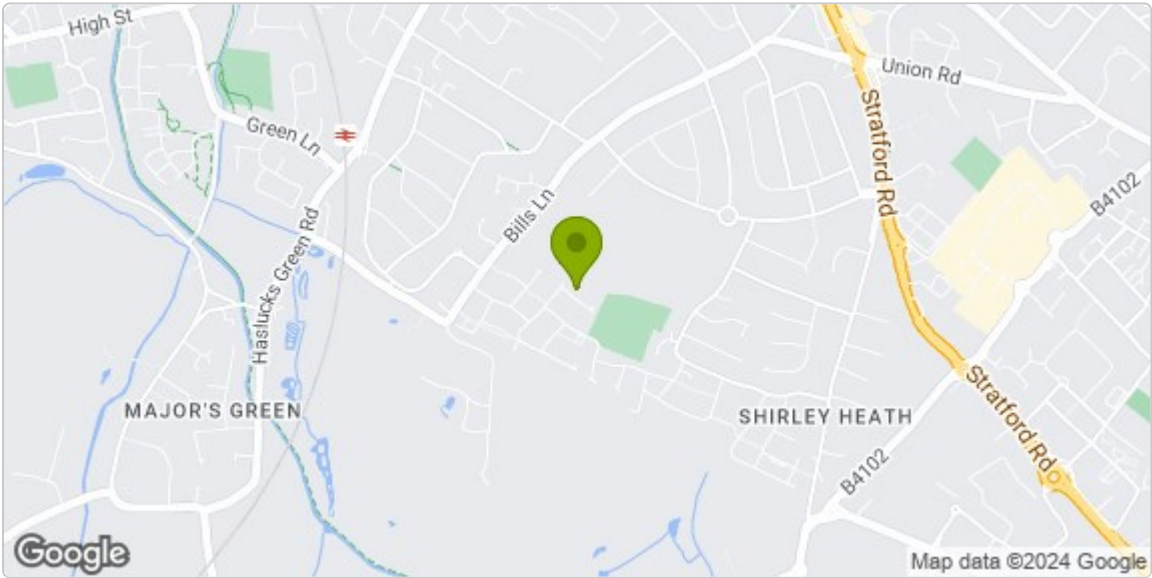 High St
Union Rd
Green Ln
Stratford Rd
B4102
Bills Ln
Haslucks Green Rd
MAJOR'S GREEN
SHIRLEY HEATH
Stratford Rd
B4102
Google
Map data ©2024 Google